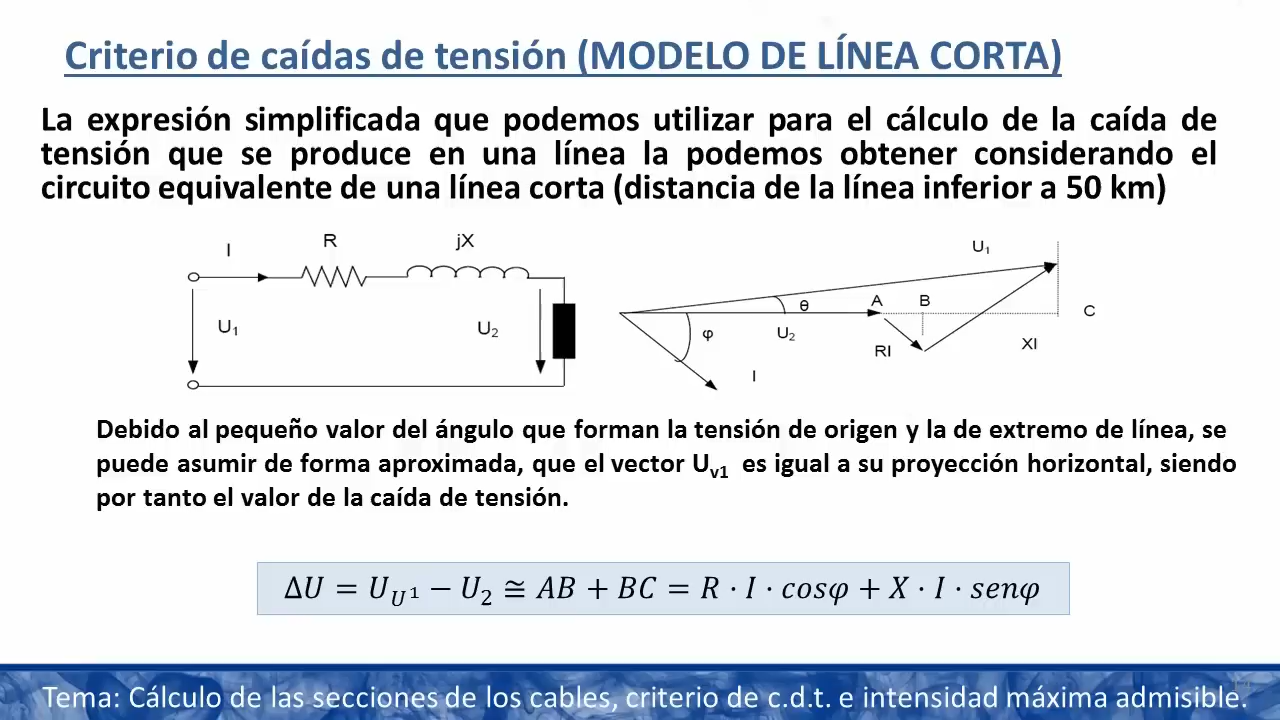 Criterio de caídas de tensión (MODELO DE LÍNEA CORTA)
La expresión simplificada que podemos utilizar para el cálculo de la caída de
tensión que se produce en una línea la podemos obtener considerando el
circuito equivalente de una línea corta (distancia de la línea inferior a 50 km)
I
R
jX
U₁
U₂
U₁
θ
A
B
C
φ
U₂
RI
XI
I
Debido al pequeño valor del ángulo que forman la tensión de origen y la de extremo de línea, se
puede asumir de forma aproximada, que el vector Uv1 es igual a su proyección horizontal, siendo
por tanto el valor de la caída de tensión.
ΔU = U_U¹ − U₂ ≅ AB + BC = R · I · cosφ + X · I · senφ
Tema: Cálculo de las secciones de los cables, criterio de c.d.t. e intensidad máxima admisible.